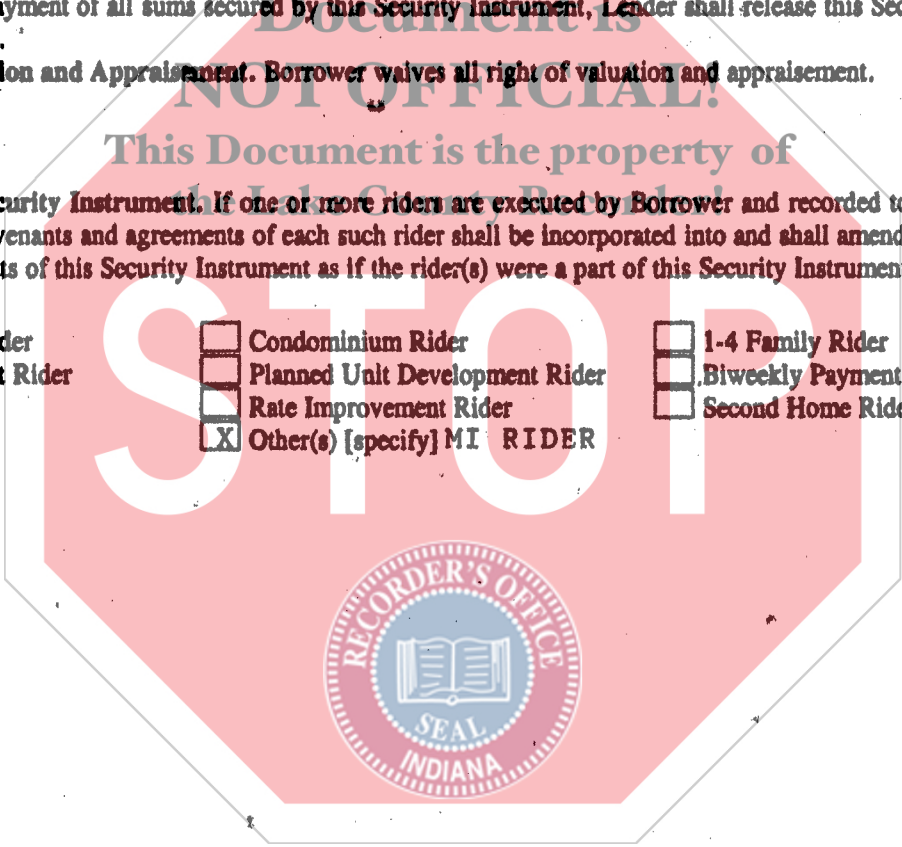 yment of all sums secured by this Security Instrument, Lender shall release this Sec
Document is
ion and Appraisement. Borrower waives all right of valuation and appraisement.
NOT OFFICIAL!
This Document is the property of
the Lake County Recorder!
curity Instrument. If one or more riders are executed by Borrower and recorded to
venants and agreements of each such rider shall be incorporated into and shall amend
ts of this Security Instrument as if the rider(s) were a part of this Security Instrumen
STOP
der Condominium Rider 1-4 Family Rider
t Rider Planned Unit Development Rider Biweekly Payment
Rate Improvement Rider Second Home Ride
X Other(s) [specify] MI RIDER
RECORDER'S OFFICE
SEAL
INDIANA